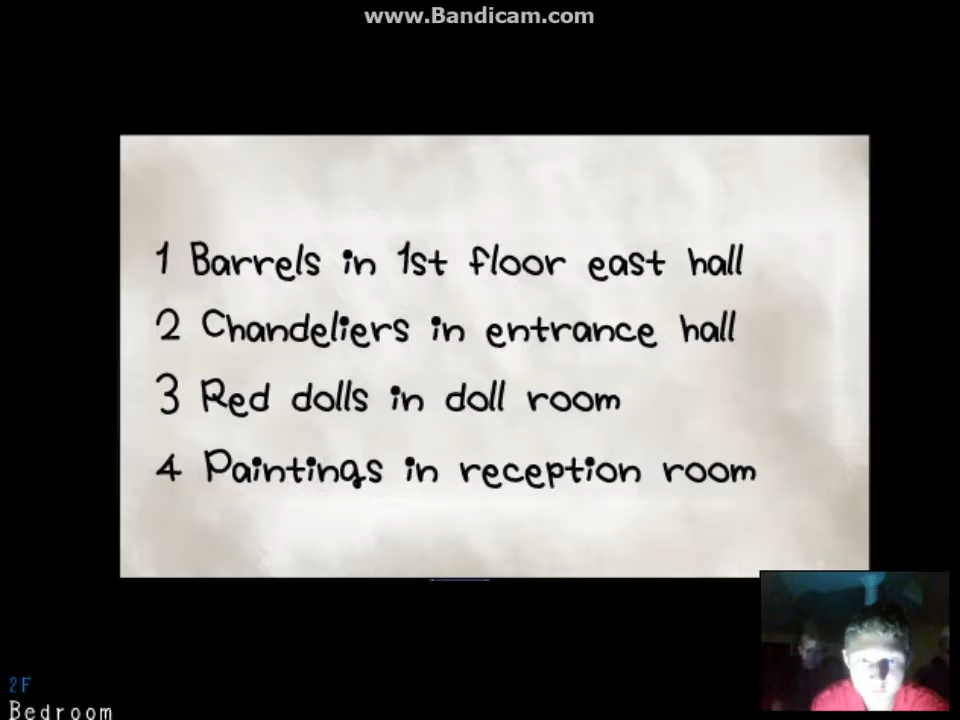 www.Bandicam.com
1 Barrels in 1st floor east hall
2 Chandeliers in entrance hall
3 Red dolls in doll room
4 Paintings in reception room
2F
Bedroom